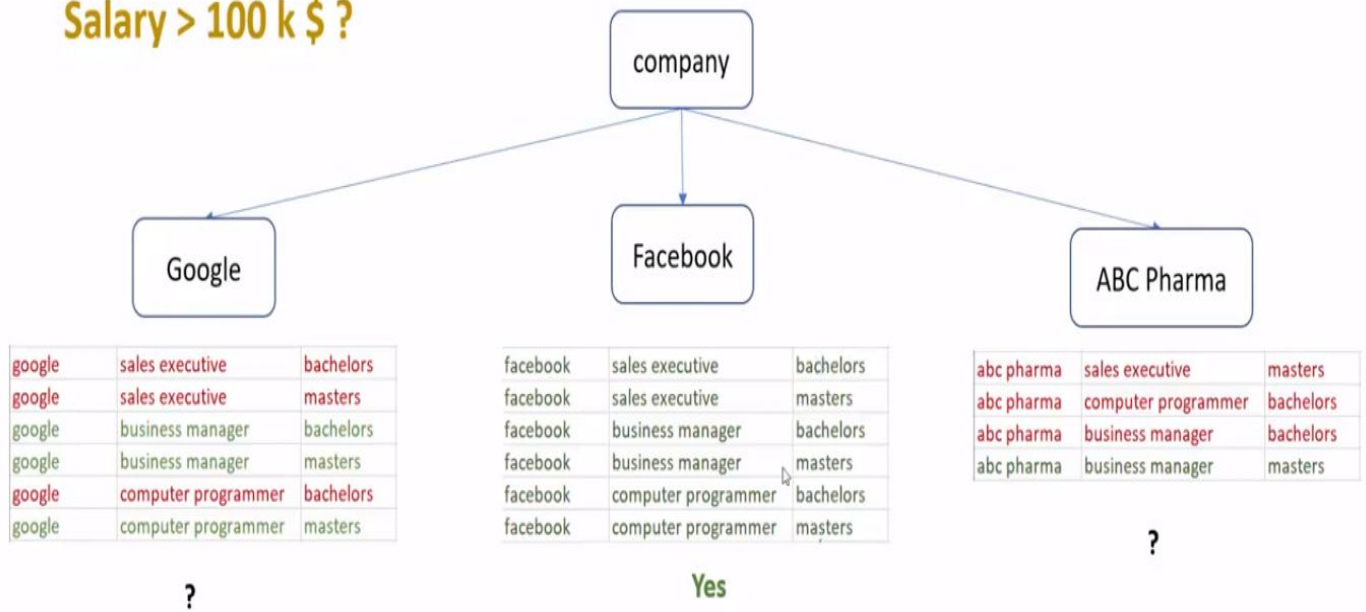 Salary > 100 k $ ?
company
Google
Facebook
ABC Pharma
google sales executive bachelors
google sales executive masters
google business manager bachelors
google business manager masters
google computer programmer bachelors
google computer programmer masters
?
facebook sales executive bachelors
facebook sales executive masters
facebook business manager bachelors
facebook business manager masters
facebook computer programmer bachelors
facebook computer programmer masters
Yes
abc pharma sales executive masters
abc pharma computer programmer bachelors
abc pharma business manager bachelors
abc pharma business manager masters
?